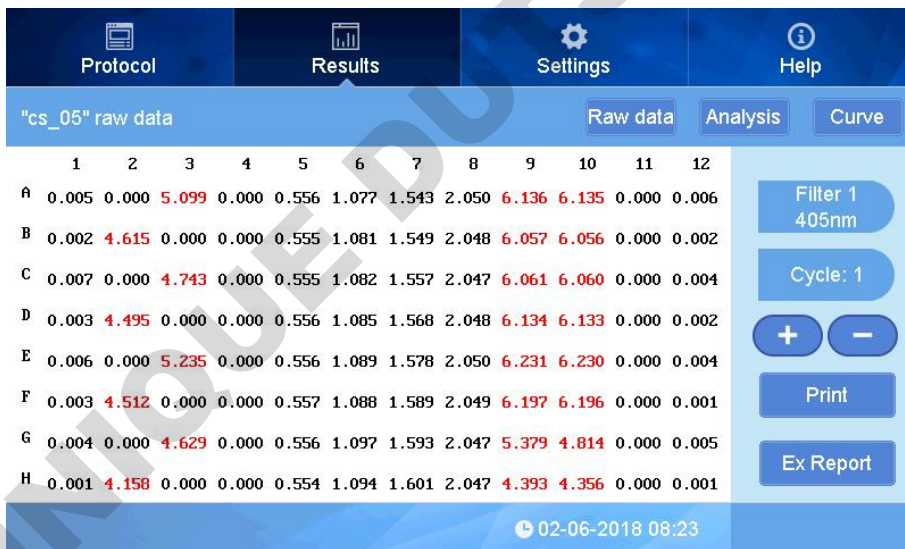 Protocol Results Settings Help
"cs_05" raw data Raw data Analysis Curve
1 2 3 4 5 6 7 8 9 10 11 12
A 0.005 0.000 5.099 0.000 0.556 1.077 1.543 2.050 6.136 6.135 0.000 0.006
B 0.002 4.615 0.000 0.000 0.555 1.081 1.549 2.048 6.057 6.056 0.000 0.002
C 0.007 0.000 4.743 0.000 0.555 1.082 1.557 2.047 6.061 6.060 0.000 0.004
D 0.003 4.495 0.000 0.000 0.556 1.085 1.568 2.048 6.134 6.133 0.000 0.002
E 0.006 0.000 5.235 0.000 0.556 1.089 1.578 2.050 6.231 6.230 0.000 0.004
F 0.003 4.512 0.000 0.000 0.557 1.088 1.589 2.049 6.197 6.196 0.000 0.001
G 0.004 0.000 4.629 0.000 0.556 1.097 1.593 2.047 5.379 4.814 0.000 0.005
H 0.001 4.158 0.000 0.000 0.554 1.094 1.601 2.047 4.393 4.356 0.000 0.001
Filter 1
405nm
Cycle: 1
+ −
Print
Ex Report
02-06-2018 08:23